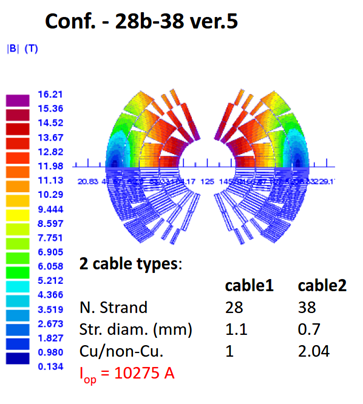 Conf. - 28b-38 ver.5
|B| (T)
16.21
15.36
14.52
13.67
12.82
11.98
11.13
10.29
9.444
8.597
7.751
6.905
6.058
5.212
4.366
3.519
2.673
1.827
0.980
0.134
20.83
125
2 cable types:
cable1 cable2
N. Strand 28 38
Str. diam. (mm) 1.1 0.7
Cu/non-Cu. 1 2.04
Iop = 10275 A